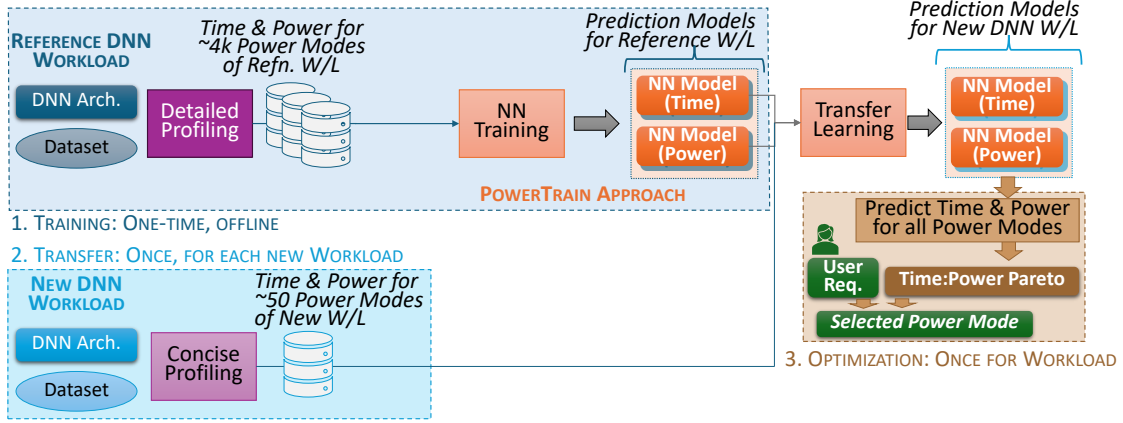 REFERENCE DNN
WORKLOAD
DNN Arch.
Dataset
Detailed
Profiling
Time & Power for
~4k Power Modes
of Refn. W/L
NN
Training
Prediction Models
for Reference W/L
NN Model
(Time)
NN Model
(Power)
POWERTRAIN APPROACH
Transfer
Learning
Prediction Models
for New DNN W/L
NN Model
(Time)
NN Model
(Power)
1. TRAINING: ONE-TIME, OFFLINE
2. TRANSFER: ONCE, FOR EACH NEW WORKLOAD
NEW DNN
WORKLOAD
DNN Arch.
Dataset
Concise
Profiling
Time & Power for
~50 Power Modes
of New W/L
Predict Time & Power
for all Power Modes
User
Req.
Time:Power Pareto
Selected Power Mode
3. OPTIMIZATION: ONCE FOR WORKLOAD